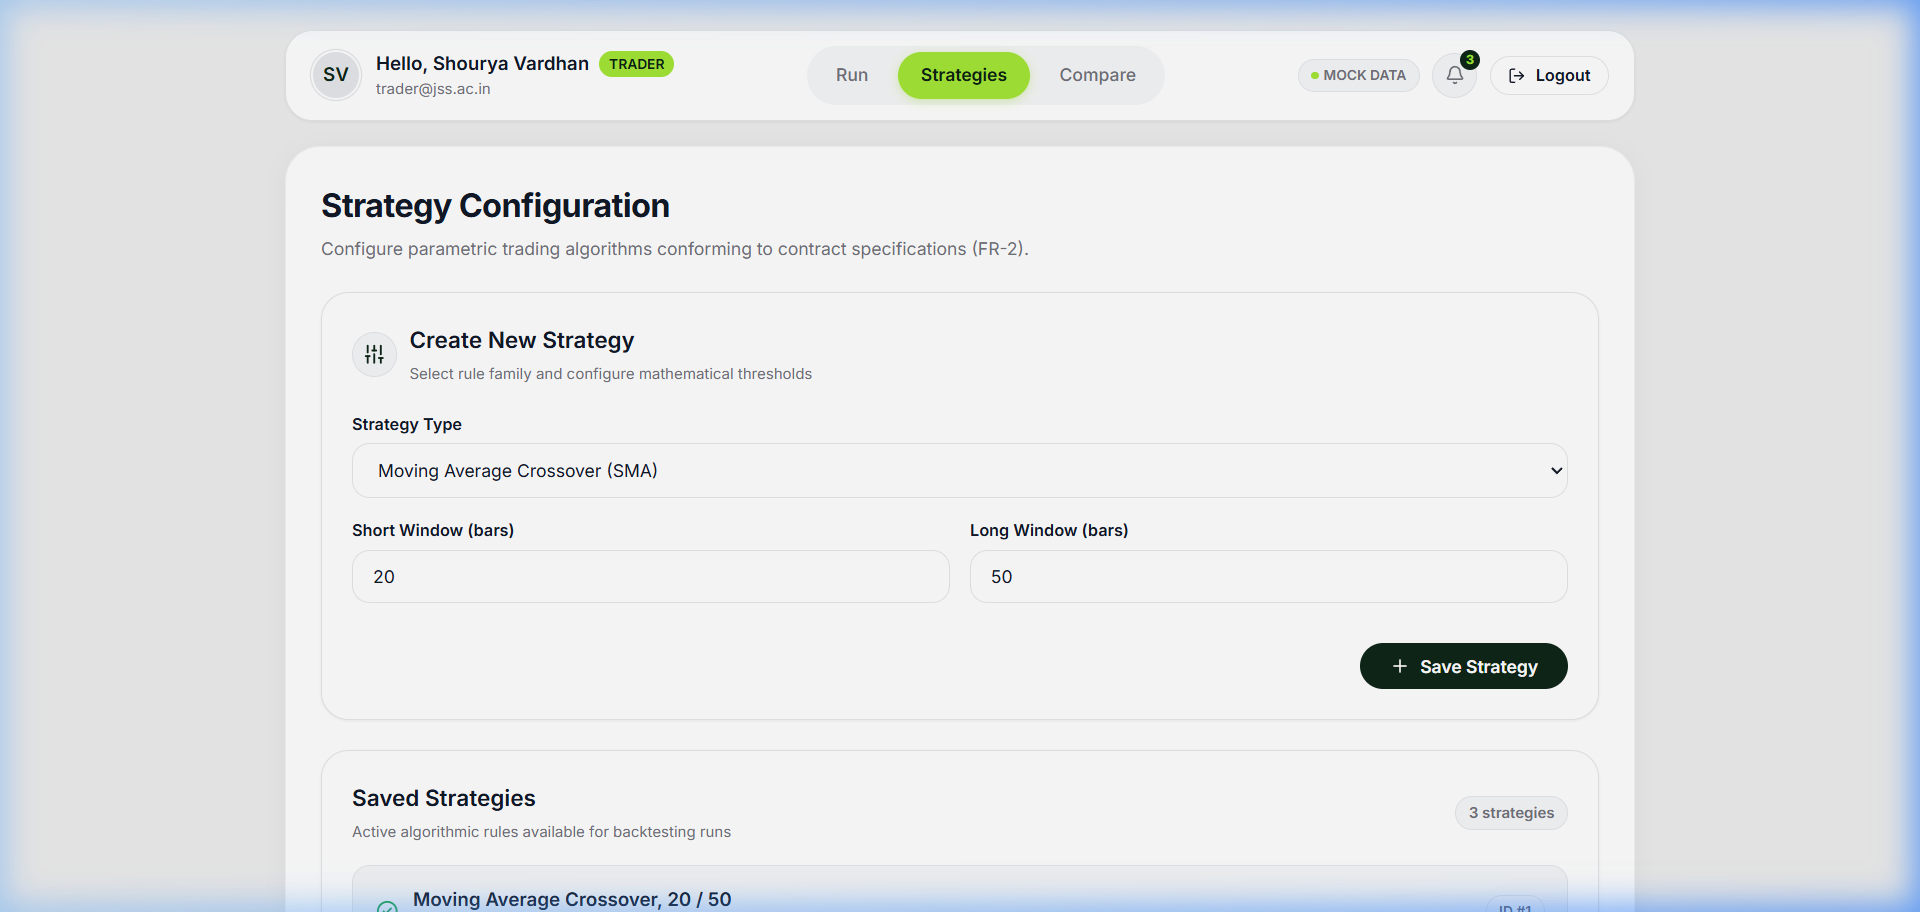 SV
Hello, Shourya Vardhan TRADER
trader@jss.ac.in
Run Strategies Compare
MOCK DATA
3
Logout
Strategy Configuration
Configure parametric trading algorithms conforming to contract specifications (FR-2).
Create New Strategy
Select rule family and configure mathematical thresholds
Strategy Type
Moving Average Crossover (SMA)
Short Window (bars) Long Window (bars)
20 50
+ Save Strategy
Saved Strategies
3 strategies
Active algorithmic rules available for backtesting runs
Moving Average Crossover, 20 / 50
ID #1